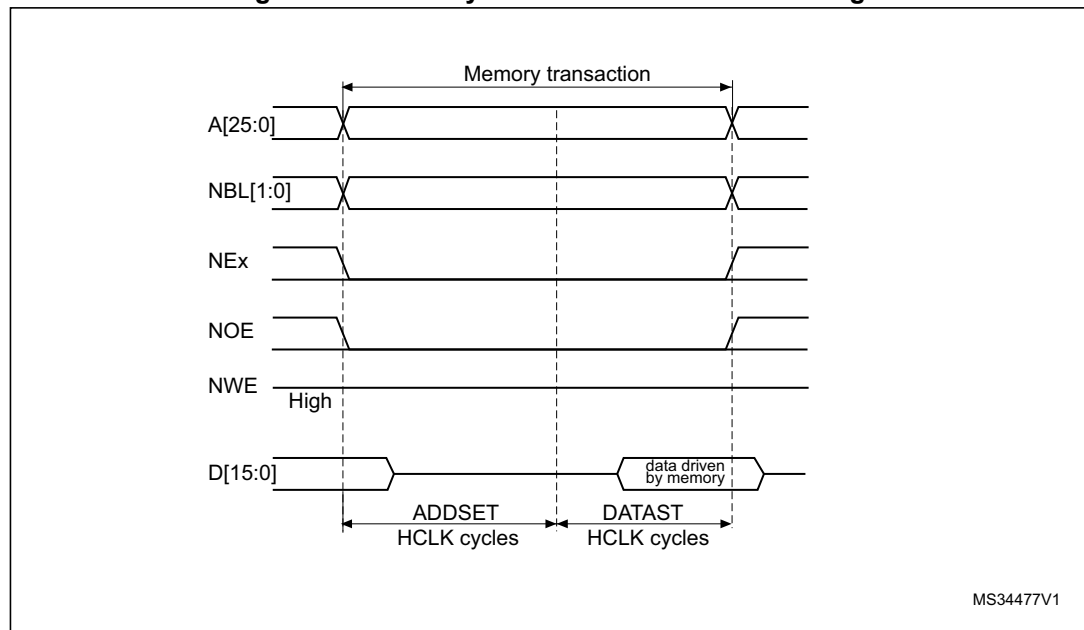 Memory transaction
A[25:0]
NBL[1:0]
NEx
NOE
NWE
High
D[15:0]
data driven
by memory
ADDSET
DATAST
HCLK cycles
HCLK cycles
MS34477V1